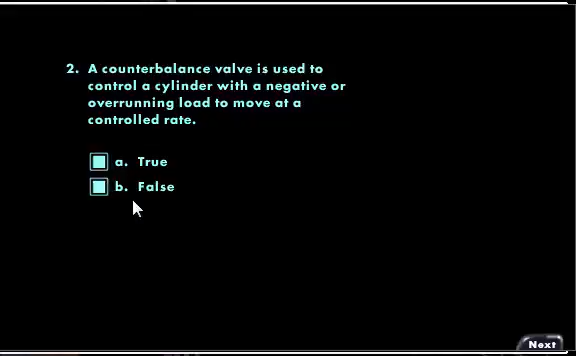 2. A counterbalance valve is used to
control a cylinder with a negative or
overrunning load to move at a
controlled rate.
a. True
b. False
Next